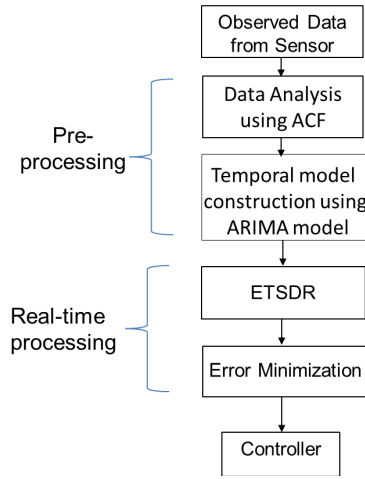 Observed Data
from Sensor
Data Analysis
using ACF
Pre-
processing
Temporal model
construction using
ARIMA model
ETSDR
Real-time
processing
Error Minimization
Controller